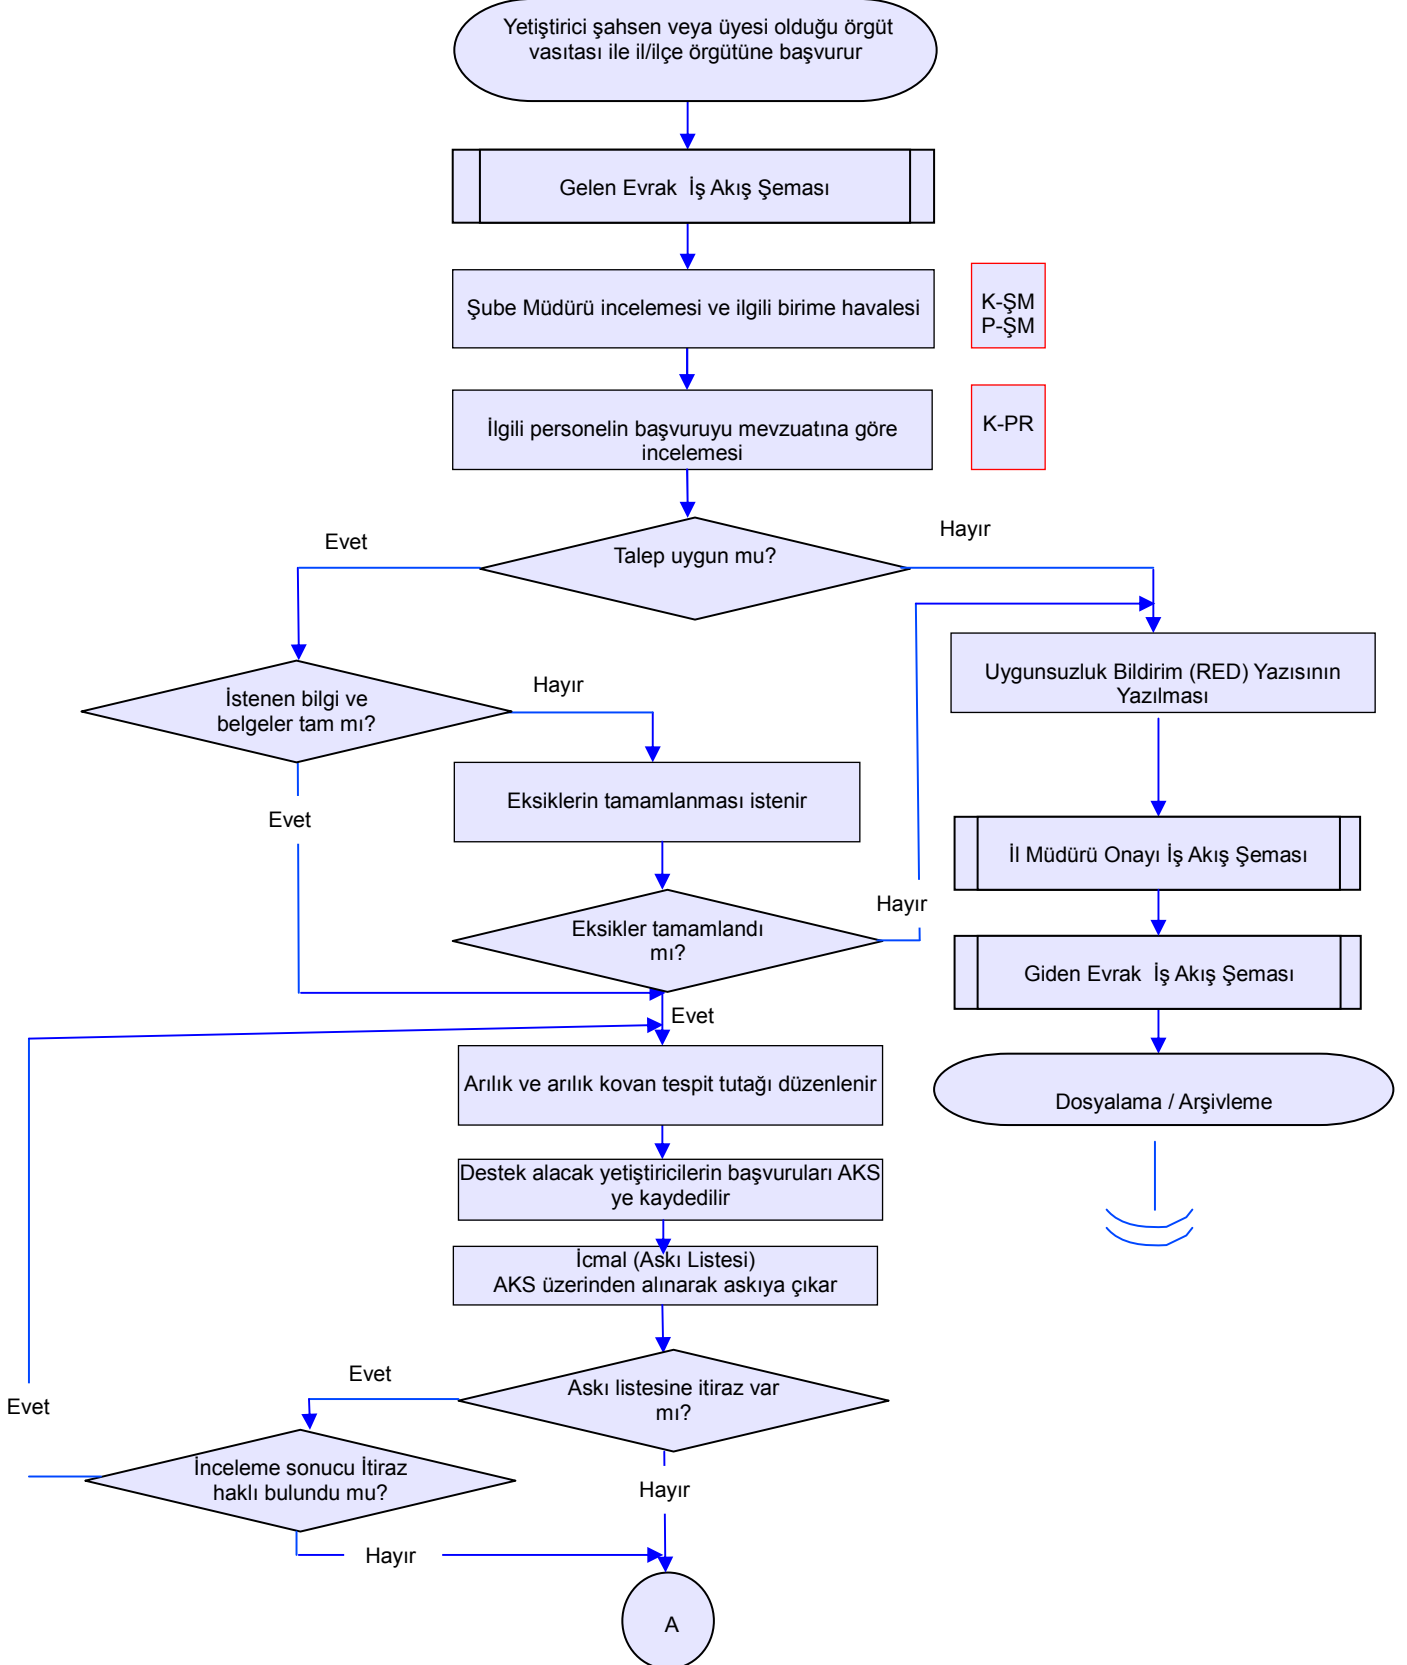 Yetiştirici şahsen veya üyesi olduğu örgüt
vasıtası ile il/ilçe örgütüne başvurur
Gelen Evrak İş Akış Şeması
Şube Müdürü incelemesi ve ilgili birime havalesi
K-ŞM
P-ŞM
İlgili personelin başvuruyu mevzuatına göre
incelemesi
K-PR
Talep uygun mu?
Evet
Hayır
İstenen bilgi ve
belgeler tam mı?
Hayır
Uygunsuzluk Bildirim (RED) Yazısının
Yazılması
Eksiklerin tamamlanması istenir
Evet
İl Müdürü Onayı İş Akış Şeması
Hayır
Eksikler tamamlandı
mı?
Giden Evrak İş Akış Şeması
Evet
Arılık ve arılık kovan tespit tutağı düzenlenir
Dosyalama / Arşivleme
Destek alacak yetiştiricilerin başvuruları AKS
ye kaydedilir
İcmal (Askı Listesi)
AKS üzerinden alınarak askıya çıkar
Evet
Askı listesine itiraz var
mı?
Evet
İnceleme sonucu İtiraz
haklı bulundu mu?
Hayır
Hayır
A